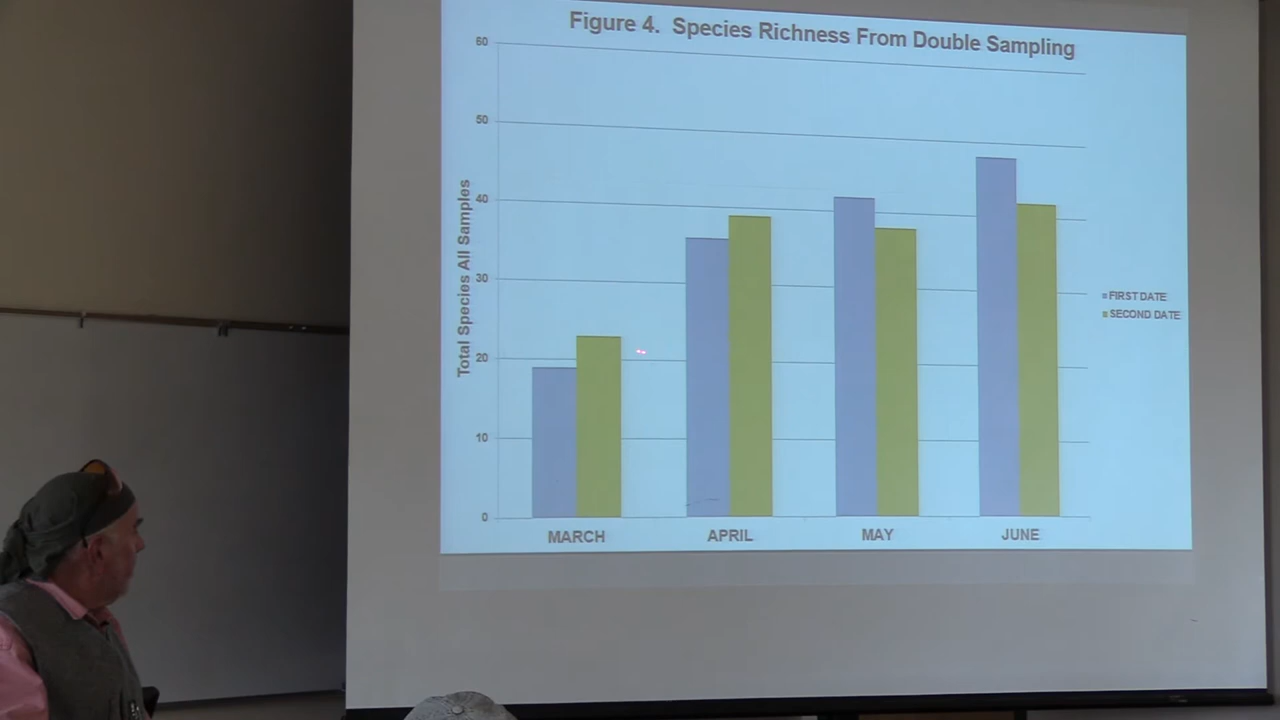 Figure 4. Species Richness From Double Sampling
60
50
40
30
20
10
0
Total Species All Samples
MARCH
APRIL
MAY
JUNE
FIRST DATE
SECOND DATE